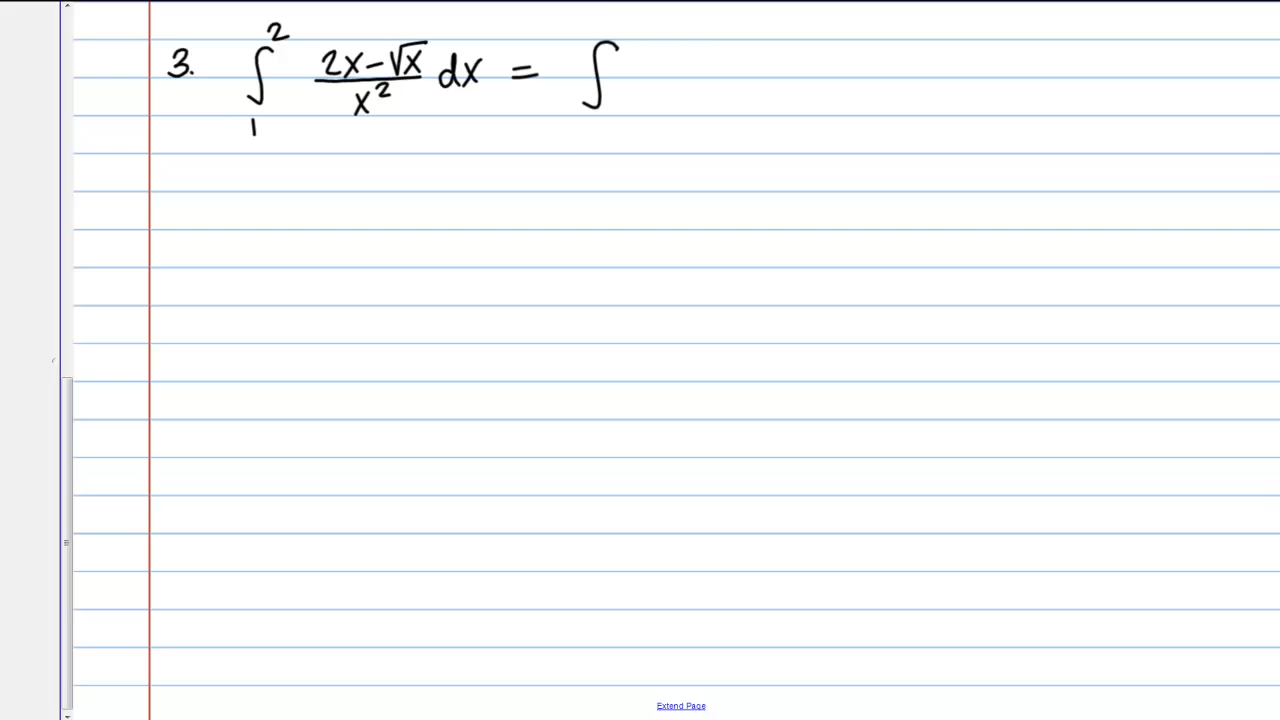 3. ∫₁² (2x-√x)/x² dx = ∫
Extend Page